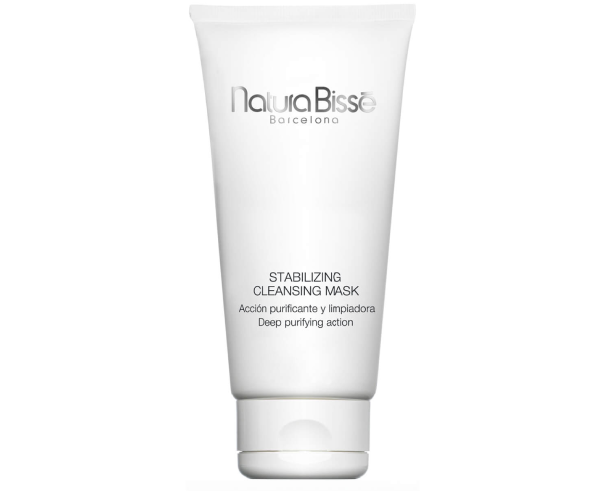 Natura Bissé
Barcelona
STABILIZING
CLEANSING MASK
Acción purificante y limpiadora
Deep purifying action